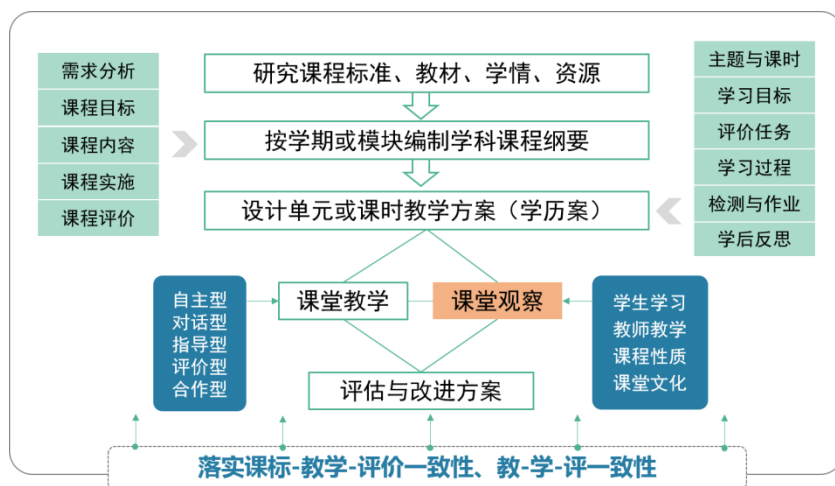 需求分析
课程目标
课程内容
课程实施
课程评价
研究课程标准、教材、学情、资源
按学期或模块编制学科课程纲要
设计单元或课时教学方案（学历案）
主题与课时
学习目标
评价任务
学习过程
检测与作业
学后反思
自主型
对话型
指导型
评价型
合作型
课堂教学
课堂观察
学生学习
教师教学
课程性质
课堂文化
评估与改进方案
落实课标-教学-评价一致性、教-学-评一致性